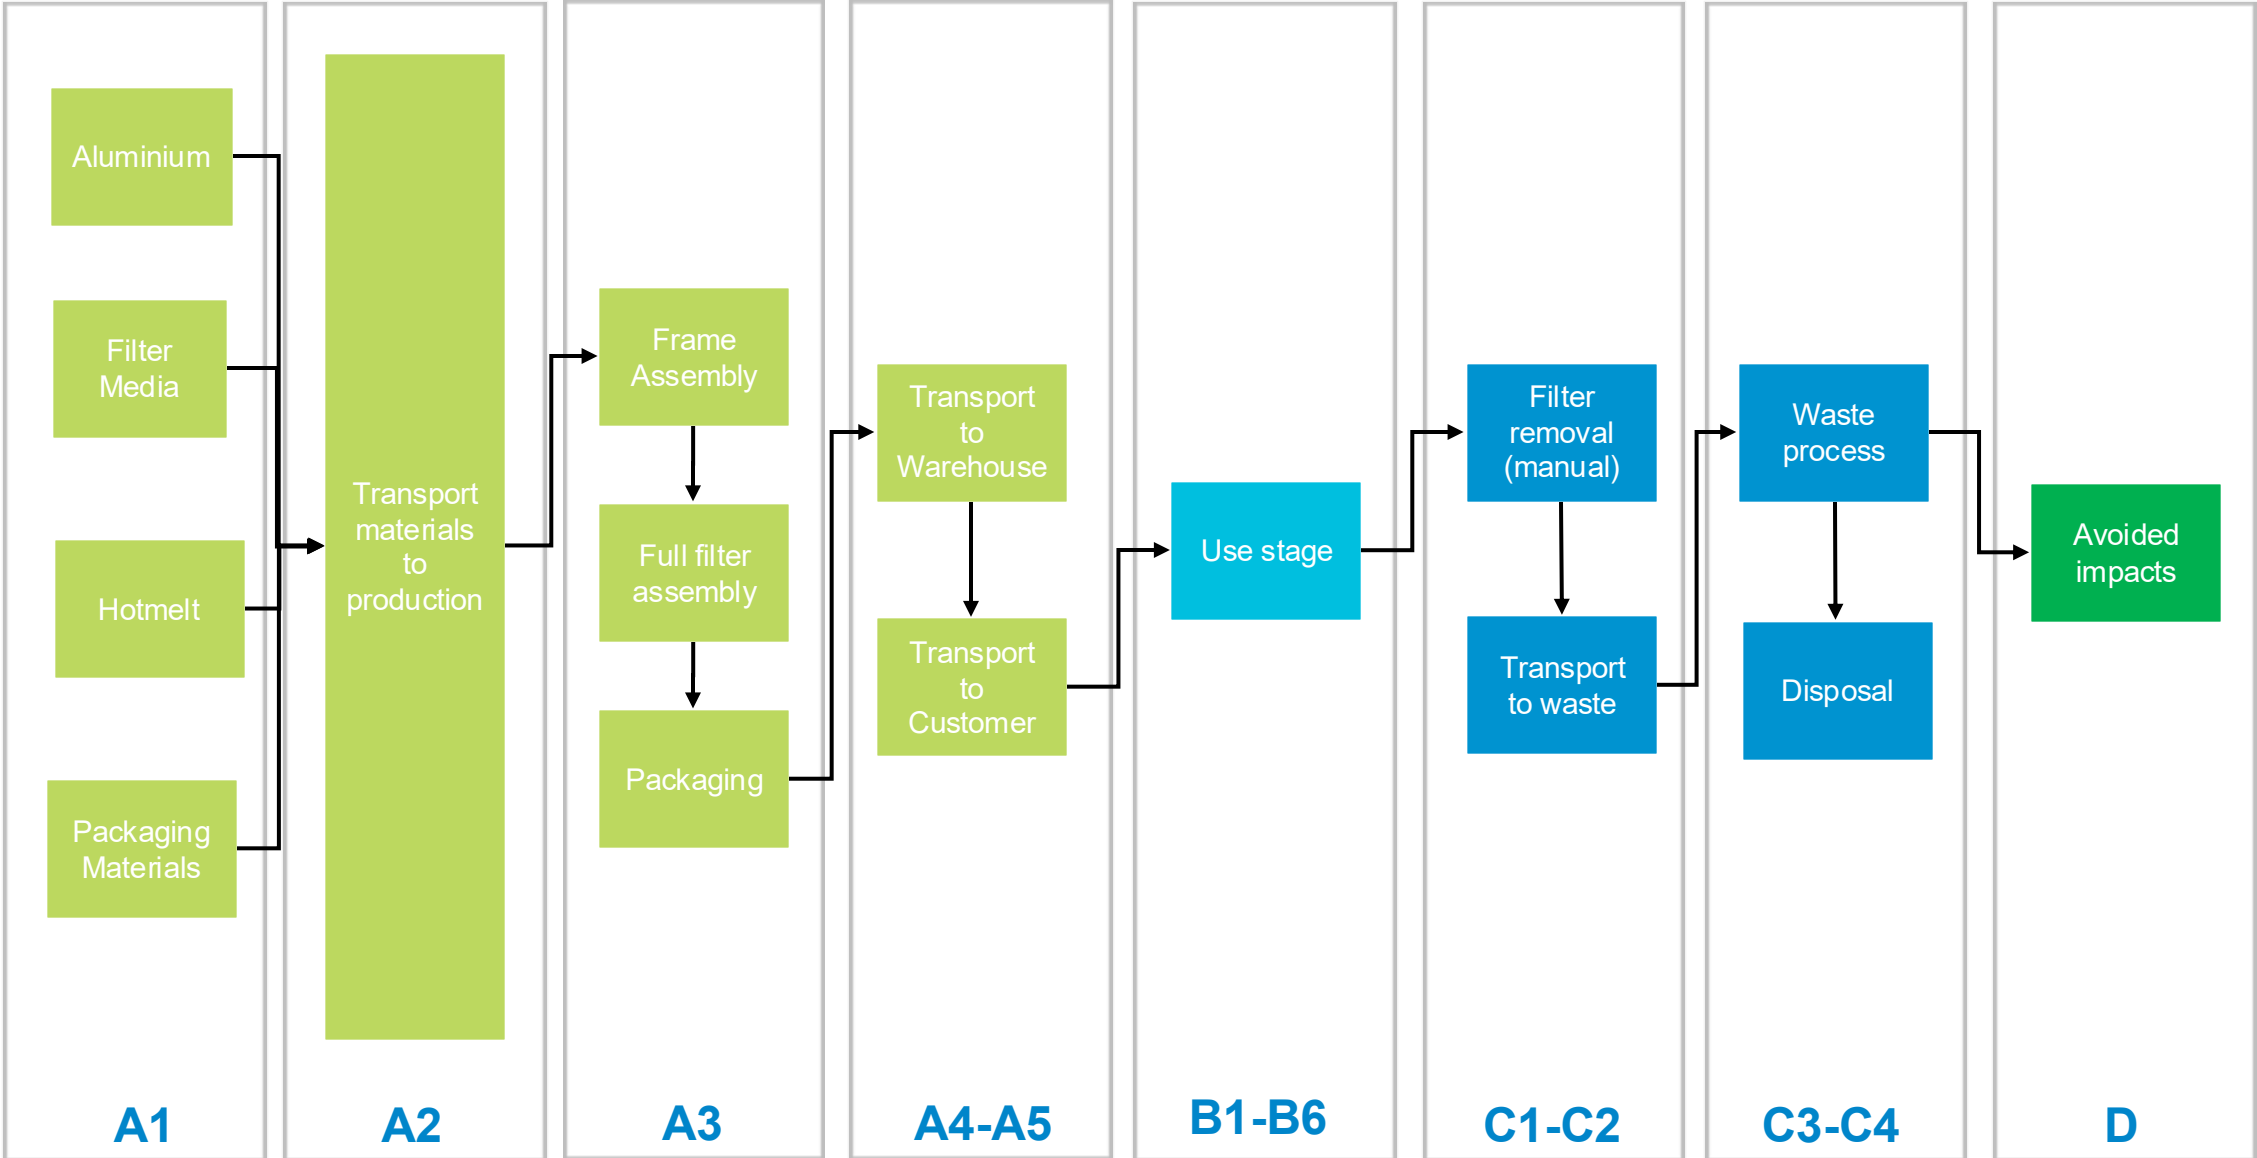 Aluminium
Filter
Media
Hotmelt
Packaging
Materials
A1
Transport
materials
to
production
A2
Frame
Assembly
Full filter
assembly
Packaging
A3
Transport
to
Warehouse
Transport
to
Customer
A4-A5
Use stage
B1-B6
Filter
removal
(manual)
Transport
to waste
C1-C2
Waste
process
Disposal
C3-C4
Avoided
impacts
D